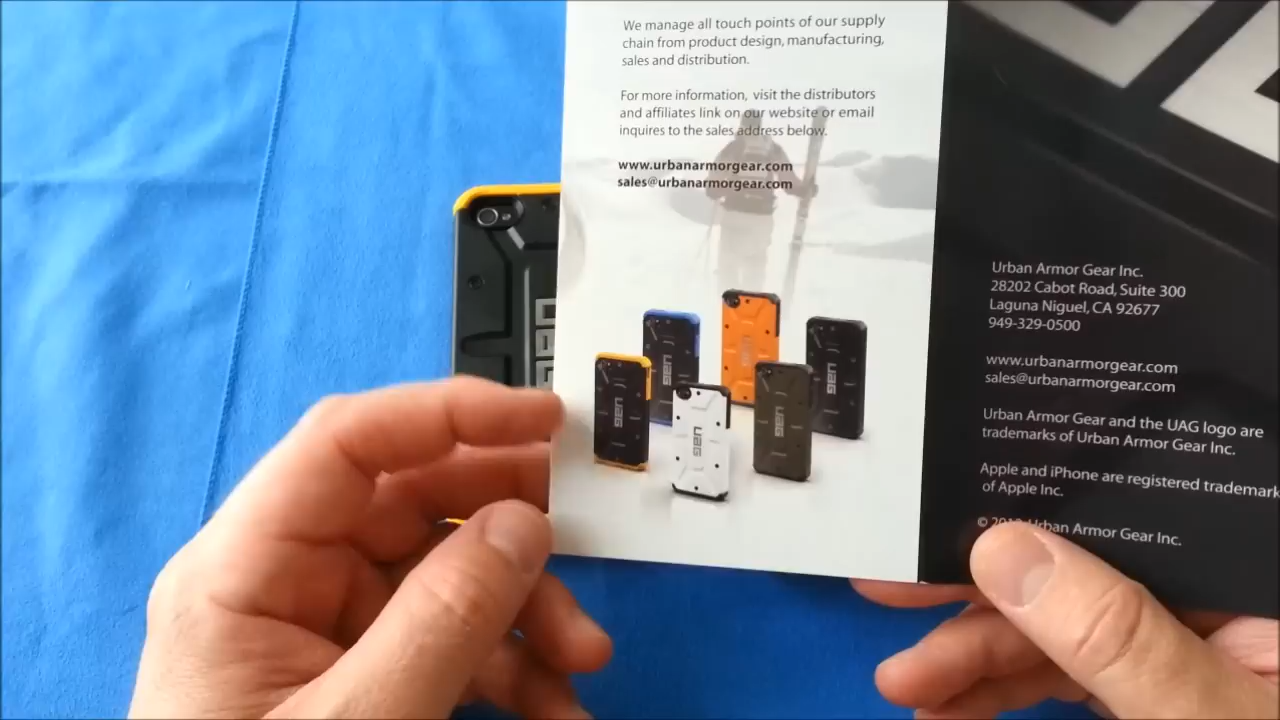 We manage all touch points of our supply
chain from product design, manufacturing,
sales and distribution.
For more information, visit the distributors
and affiliates link on our website or email
inquires to the sales address below.
www.urbanarmorgear.com
sales@urbanarmorgear.com
UAG
UAG
UAG
UAG
UAG
UAG
UAG
Urban Armor Gear Inc.
28202 Cabot Road, Suite 300
Laguna Niguel, CA 92677
949-329-0500
www.urbanarmorgear.com
sales@urbanarmorgear.com
Urban Armor Gear and the UAG logo are
trademarks of Urban Armor Gear Inc.
Apple and iPhone are registered trademark
of Apple Inc.
© Urban Armor Gear Inc.